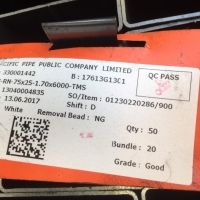 CIFIC PIPE PUBLIC COMPANY LIMITED
: 330001442 B : 17613G13C1 QC PASS
-RN-75x25-1.70x6000-TMS
13040004835 SO/Item : 01230220286/900
: 13.06.2017 Shift : D
White Removal Bead : NG Qty : 50
Bundle : 20
Grade : Good